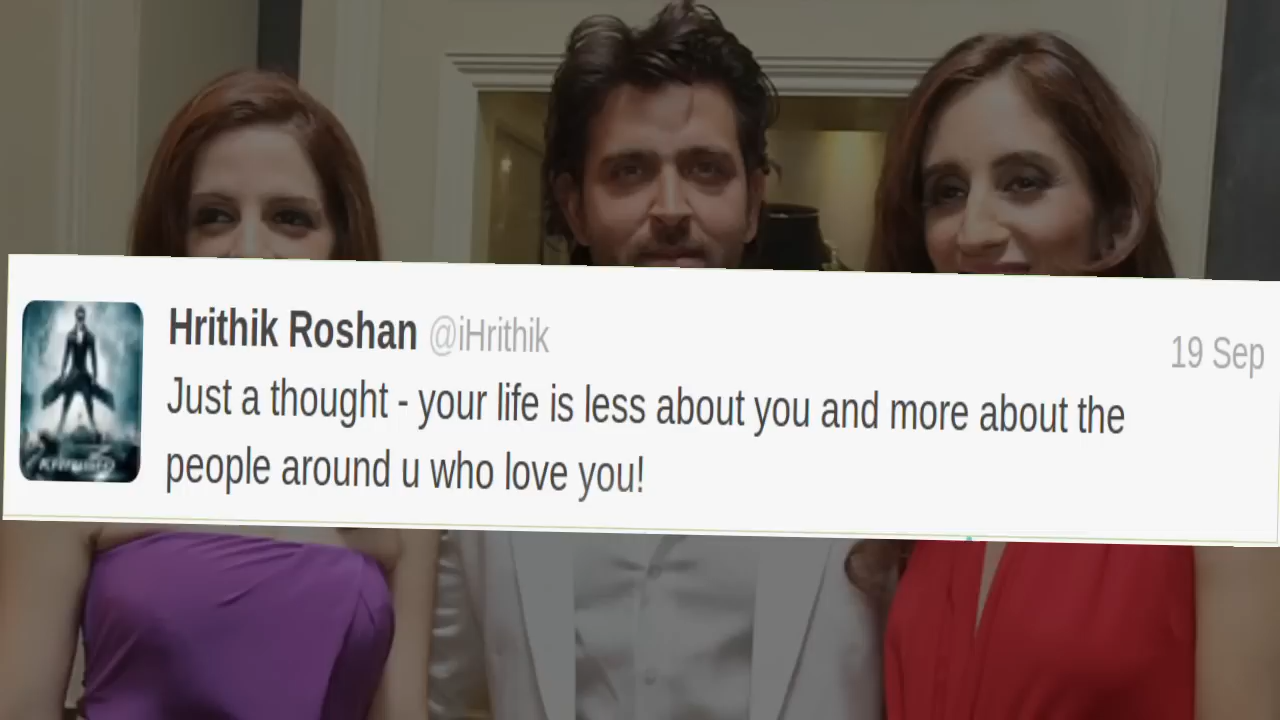 Hrithik Roshan @iHrithik
19 Sep
Just a thought - your life is less about you and more about the
people around u who love you!